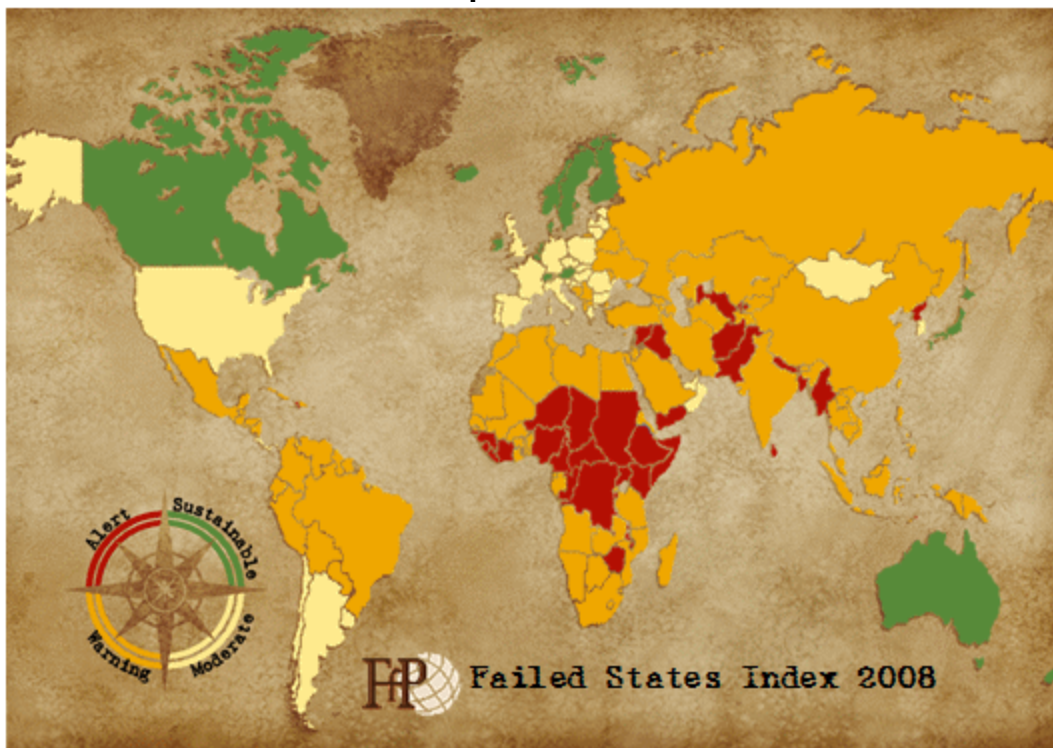 Alert
Sustainable
Warning
Moderate
FfP Failed States Index 2008